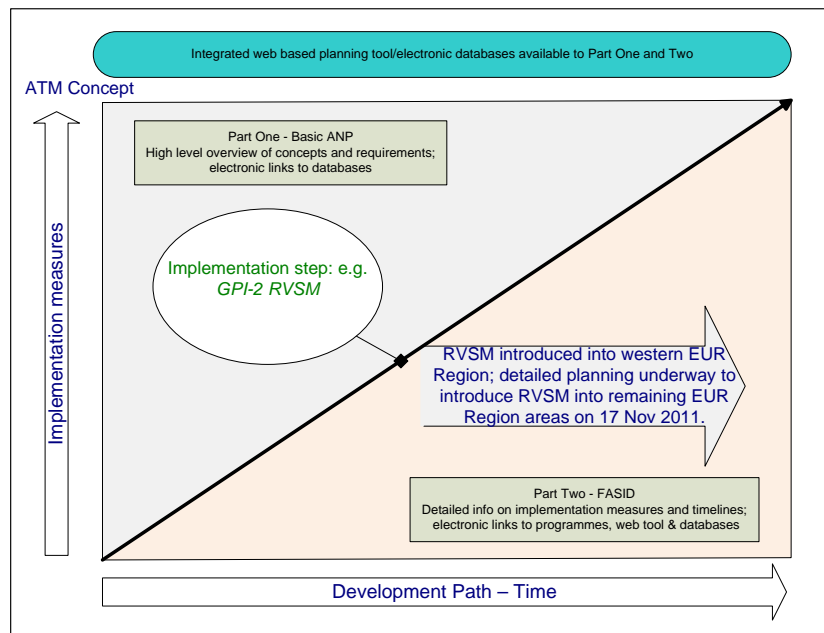 Integrated web based planning tool/electronic databases available to Part One and Two
ATM Concept
Part One - Basic ANP
High level overview of concepts and requirements;
electronic links to databases
Implementation measures
Implementation step: e.g.
GPI-2 RVSM
RVSM introduced into western EUR
Region; detailed planning underway to
introduce RVSM into remaining EUR
Region areas on 17 Nov 2011.
Part Two - FASID
Detailed info on implementation measures and timelines;
electronic links to programmes, web tool & databases
Development Path – Time